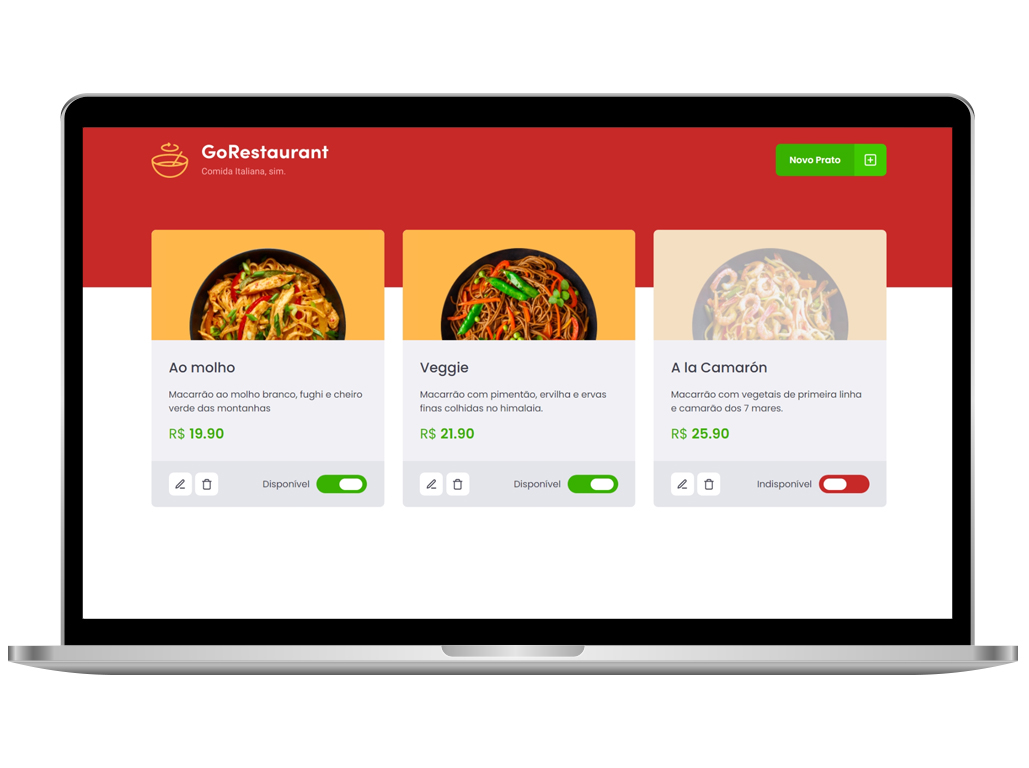 GoRestaurant
Comida Italiana, sim.
Novo Prato
Ao molho
Macarrão ao molho branco, fughi e cheiro
verde das montanhas
R$ 19.90
Disponível
Veggie
Macarrão com pimentão, ervilha e ervas
finas colhidas no himalaia.
R$ 21.90
Disponível
A la Camarón
Macarrão com vegetais de primeira linha
e camarão dos 7 mares.
R$ 25.90
Indisponível